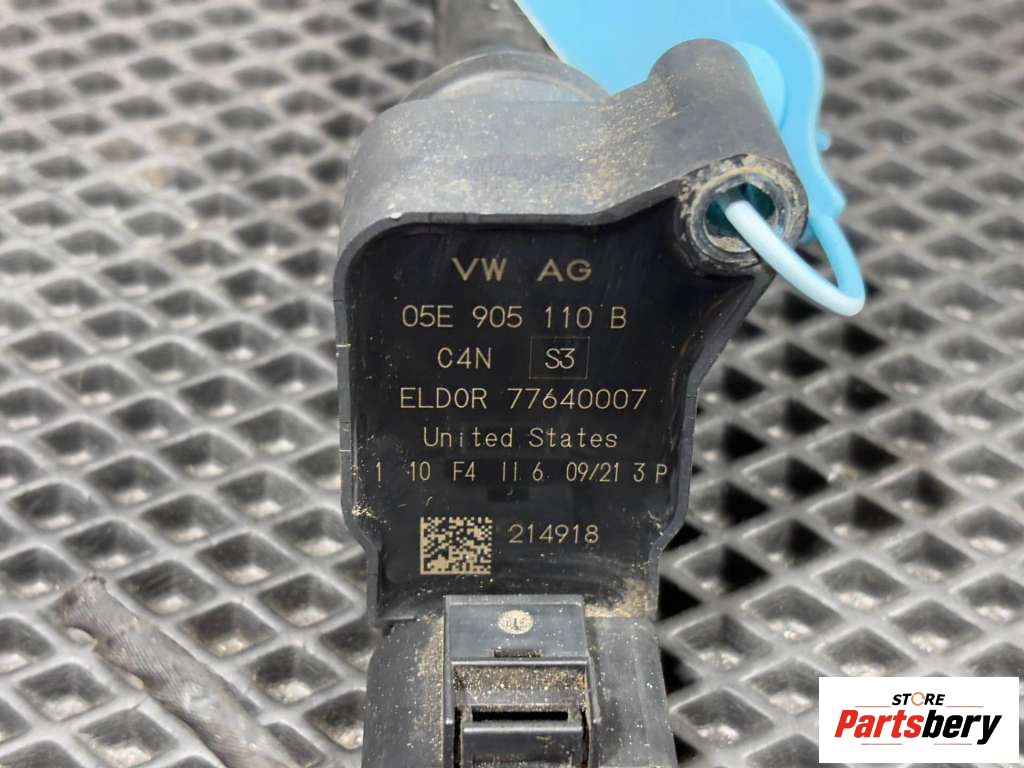 VW AG
05E 905 110 B
C4N S3
ELDOR 77640007
United States
1 10 F4 II 6 09/21 3 P
214918
STORE
Partsbery